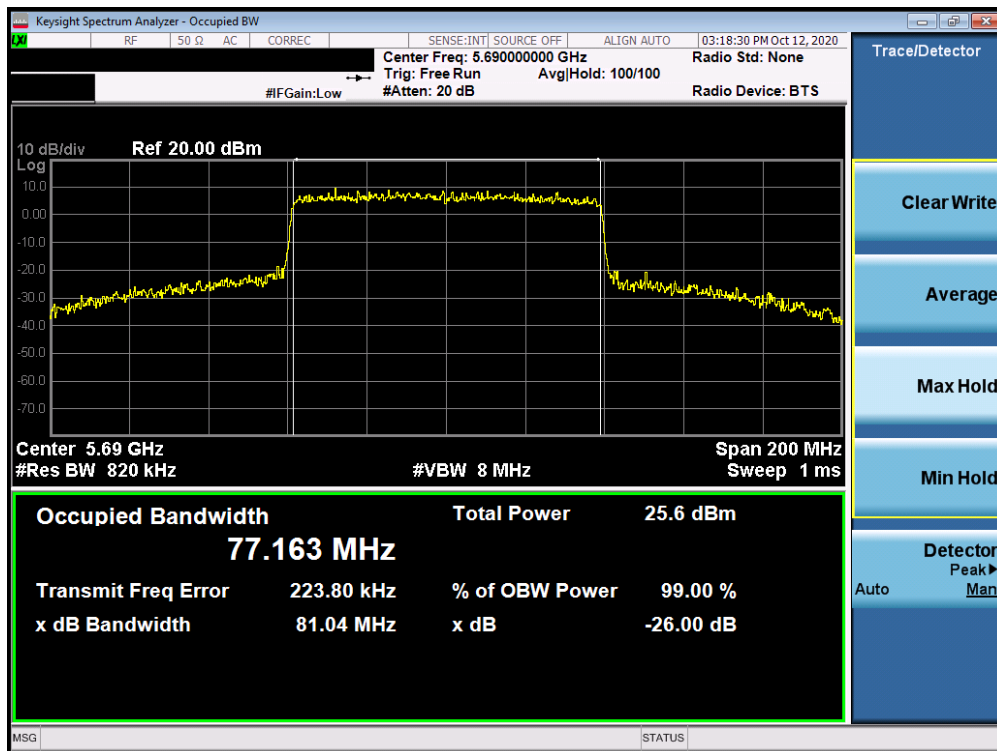 Keysight Spectrum Analyzer - Occupied BW
LXI RF 50 Ω AC CORREC SENSE:INT SOURCE OFF ALIGN AUTO 03:18:30 PM Oct 12, 2020
Center Freq: 5.690000000 GHz Radio Std: None
Trig: Free Run Avg|Hold: 100/100
#IFGain:Low #Atten: 20 dB Radio Device: BTS
Trace/Detector
10 dB/div Ref 20.00 dBm
Log
10.0
0.00
-10.0
-20.0
-30.0
-40.0
-50.0
-60.0
-70.0
Center 5.69 GHz Span 200 MHz
#Res BW 820 kHz #VBW 8 MHz Sweep 1 ms
Occupied Bandwidth Total Power 25.6 dBm
77.163 MHz
Transmit Freq Error 223.80 kHz % of OBW Power 99.00 %
x dB Bandwidth 81.04 MHz x dB -26.00 dB
Clear Write
Average
Max Hold
Min Hold
Detector
Peak▶
Auto Man
MSG STATUS